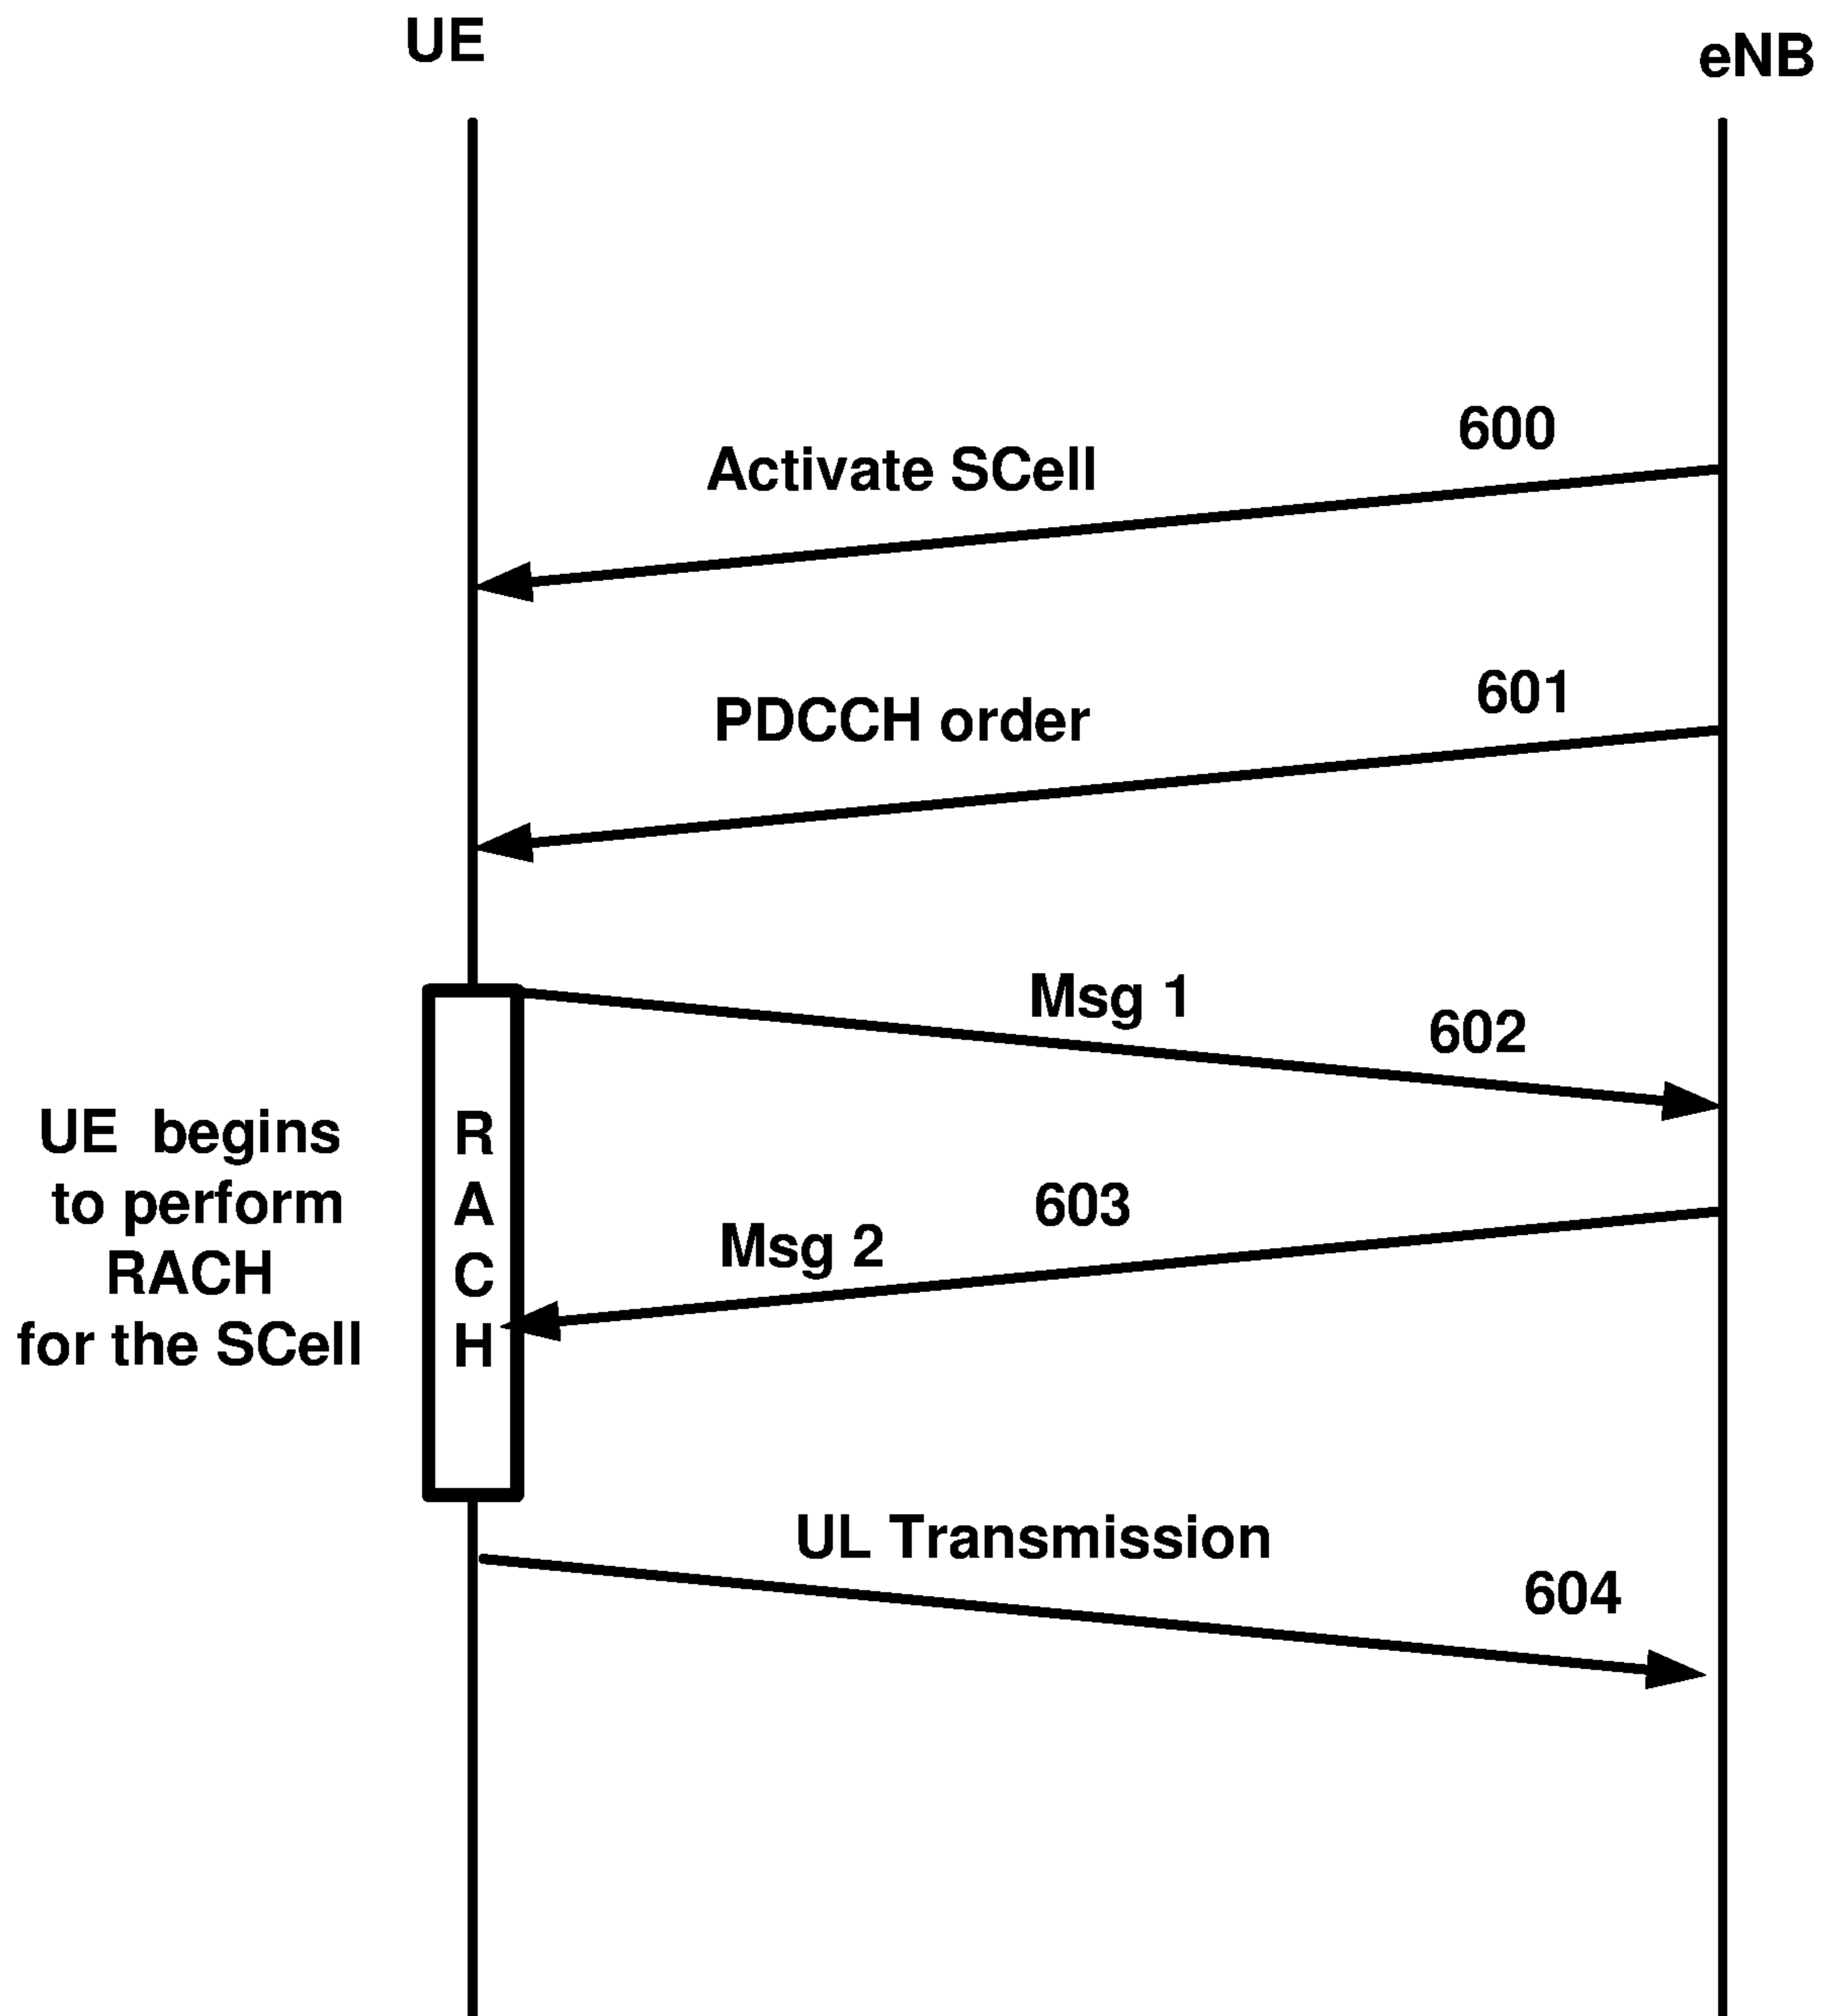 UE
eNB
600
Activate SCell
601
PDCCH order
Msg 1
602
UE begins
to perform
RACH
for the SCell
R
A
C
H
603
Msg 2
UL Transmission
604